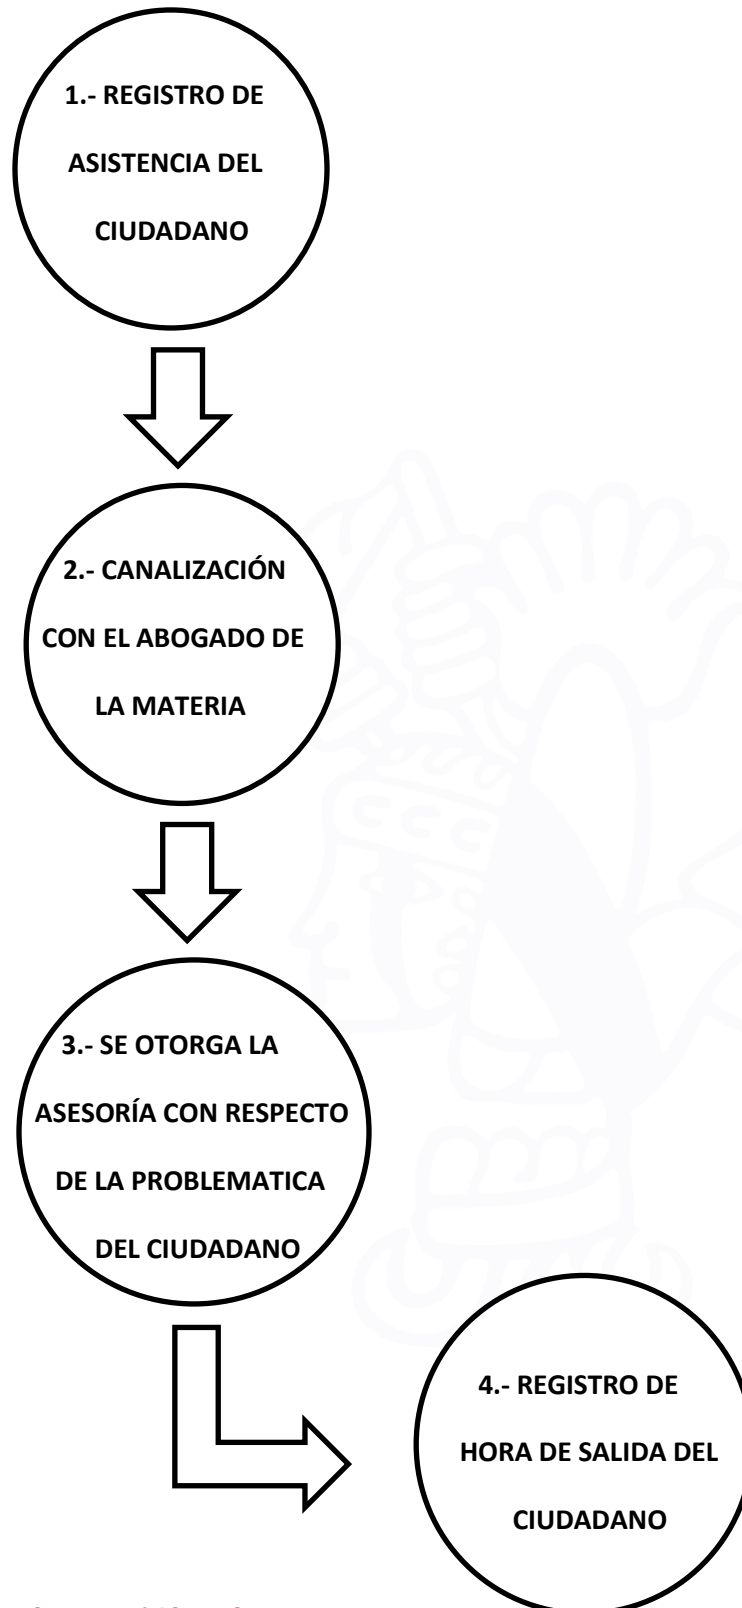 1.- REGISTRO DE
ASISTENCIA DEL
CIUDADANO
2.- CANALIZACIÓN
CON EL ABOGADO DE
LA MATERIA
3.- SE OTORGA LA
ASESORÍA CON RESPECTO
DE LA PROBLEMATICA
DEL CIUDADANO
4.- REGISTRO DE
HORA DE SALIDA DEL
CIUDADANO